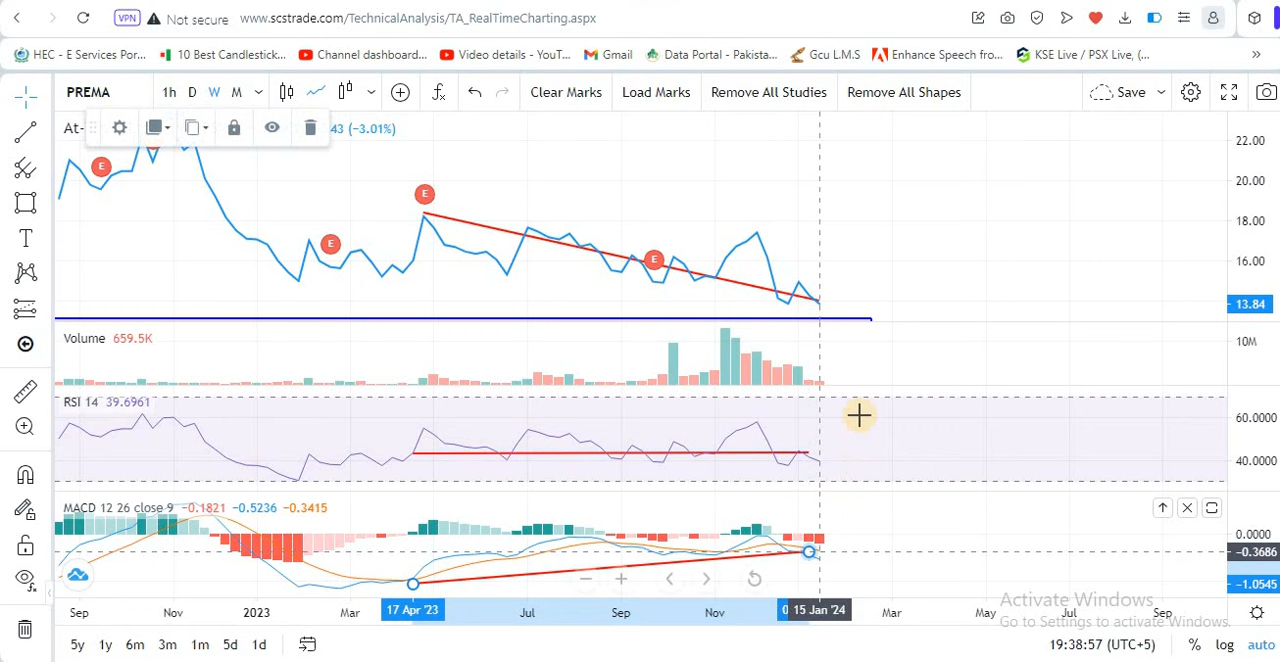 VPN Not secure www.scstrade.com/TechnicalAnalysis/TA_RealTimeCharting.aspx
HEC - E Services Por... 10 Best Candlestick... Channel dashboard... Video details - YouT... Gmail Data Portal - Pakista... Gcu L.M.S Enhance Speech fro... KSE Live / PSX Live, (... »
PREMA 1h D W M Clear Marks Load Marks Remove All Studies Remove All Shapes Save
At- 43 (−3.01%)
22.00
20.00
18.00
16.00
13.84
E E E E
Volume 659.5K
10M
RSI 14 39.6961
60.0000
40.0000
MACD 12 26 close 9 −0.1821 −0.5236 −0.3415
0.0000
−0.3686
−1.0545
Sep Nov 2023 Mar 17 Apr '23 Jul Sep Nov 0 15 Jan '24 Mar May Jul Sep
Activate Windows
Go to Settings to activate Windows.
5y 1y 6m 3m 1m 5d 1d 19:38:57 (UTC+5) % log auto